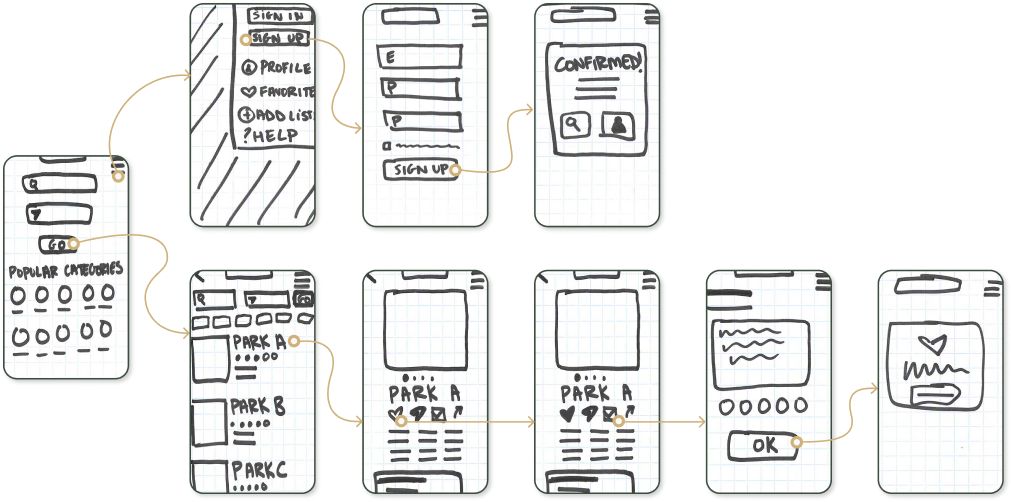 GO
POPULAR CATEGORIES
SIGN IN
SIGN UP
PROFILE
FAVORITE
ADD LIST
?HELP
E
P
P
SIGN UP
CONFIRMED!
GO
PARK A
PARK B
PARK C
PARK A
PARK A
OK